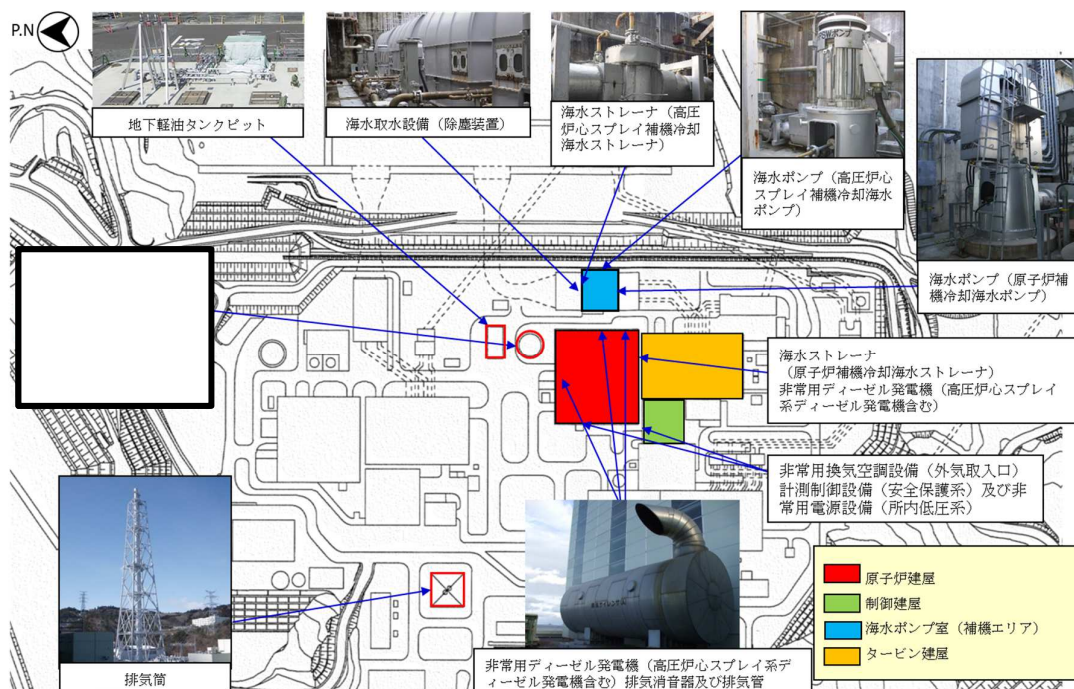 P.N
地下軽油タンクピット
海水取水設備（除塵装置）
海水ストレーナ（高圧
炉心スプレイ補機冷却
海水ストレーナ）
海水ポンプ（高圧炉心
スプレイ補機冷却海水
ポンプ）
海水ポンプ（原子炉補
機冷却海水ポンプ）
海水ストレーナ
（原子炉補機冷却海水ストレーナ）
非常用ディーゼル発電機（高圧炉心スプレイ
系ディーゼル発電機含む）
非常用換気空調設備（外気取入口）
計測制御設備（安全保護系）及び非
常用電源設備（所内低圧系）
原子炉建屋
制御建屋
海水ポンプ室（補機エリア）
タービン建屋
排気筒
非常用ディーゼル発電機（高圧炉心スプレイ系ディ
ーゼル発電機含む）排気消音器及び排気管